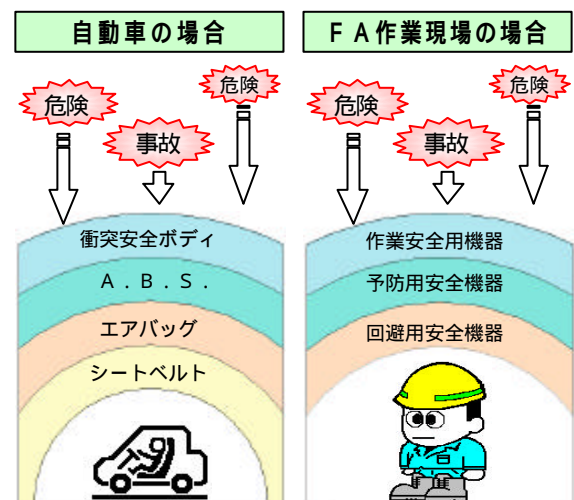 自動車の場合
危険
事故
危険
衝突安全ボディ
Ａ．Ｂ．Ｓ．
エアバッグ
シートベルト
ＦＡ作業現場の場合
危険
事故
危険
作業安全用機器
予防用安全機器
回避用安全機器